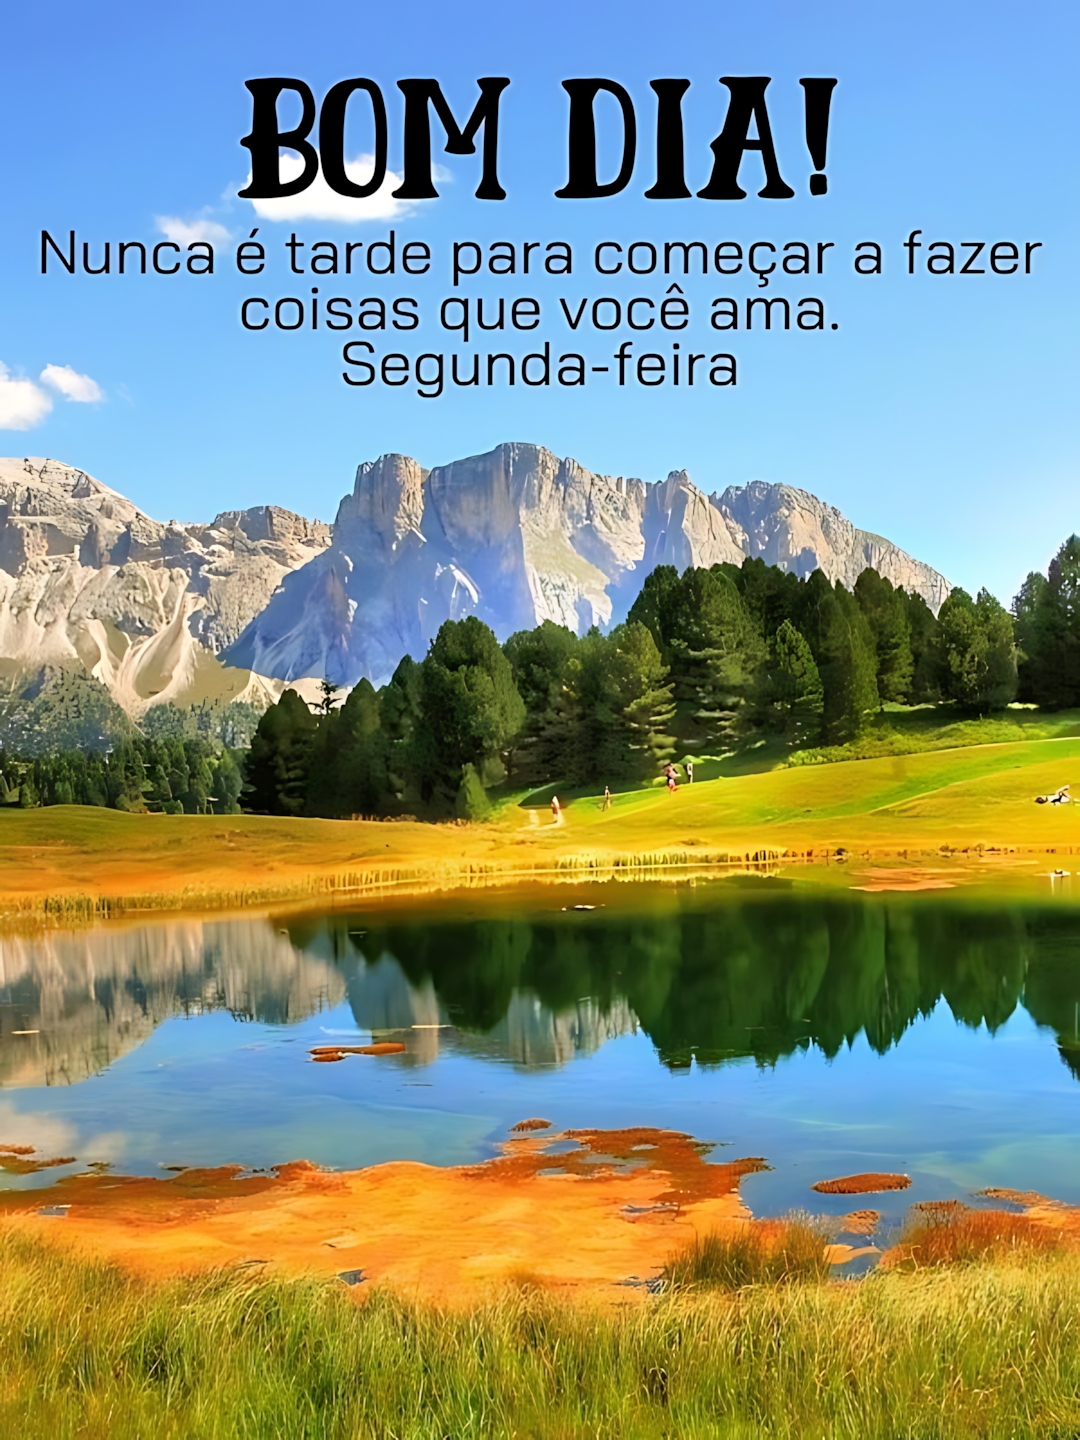 BOM DIA!
Nunca é tarde para começar a fazer
coisas que você ama.
Segunda-feira